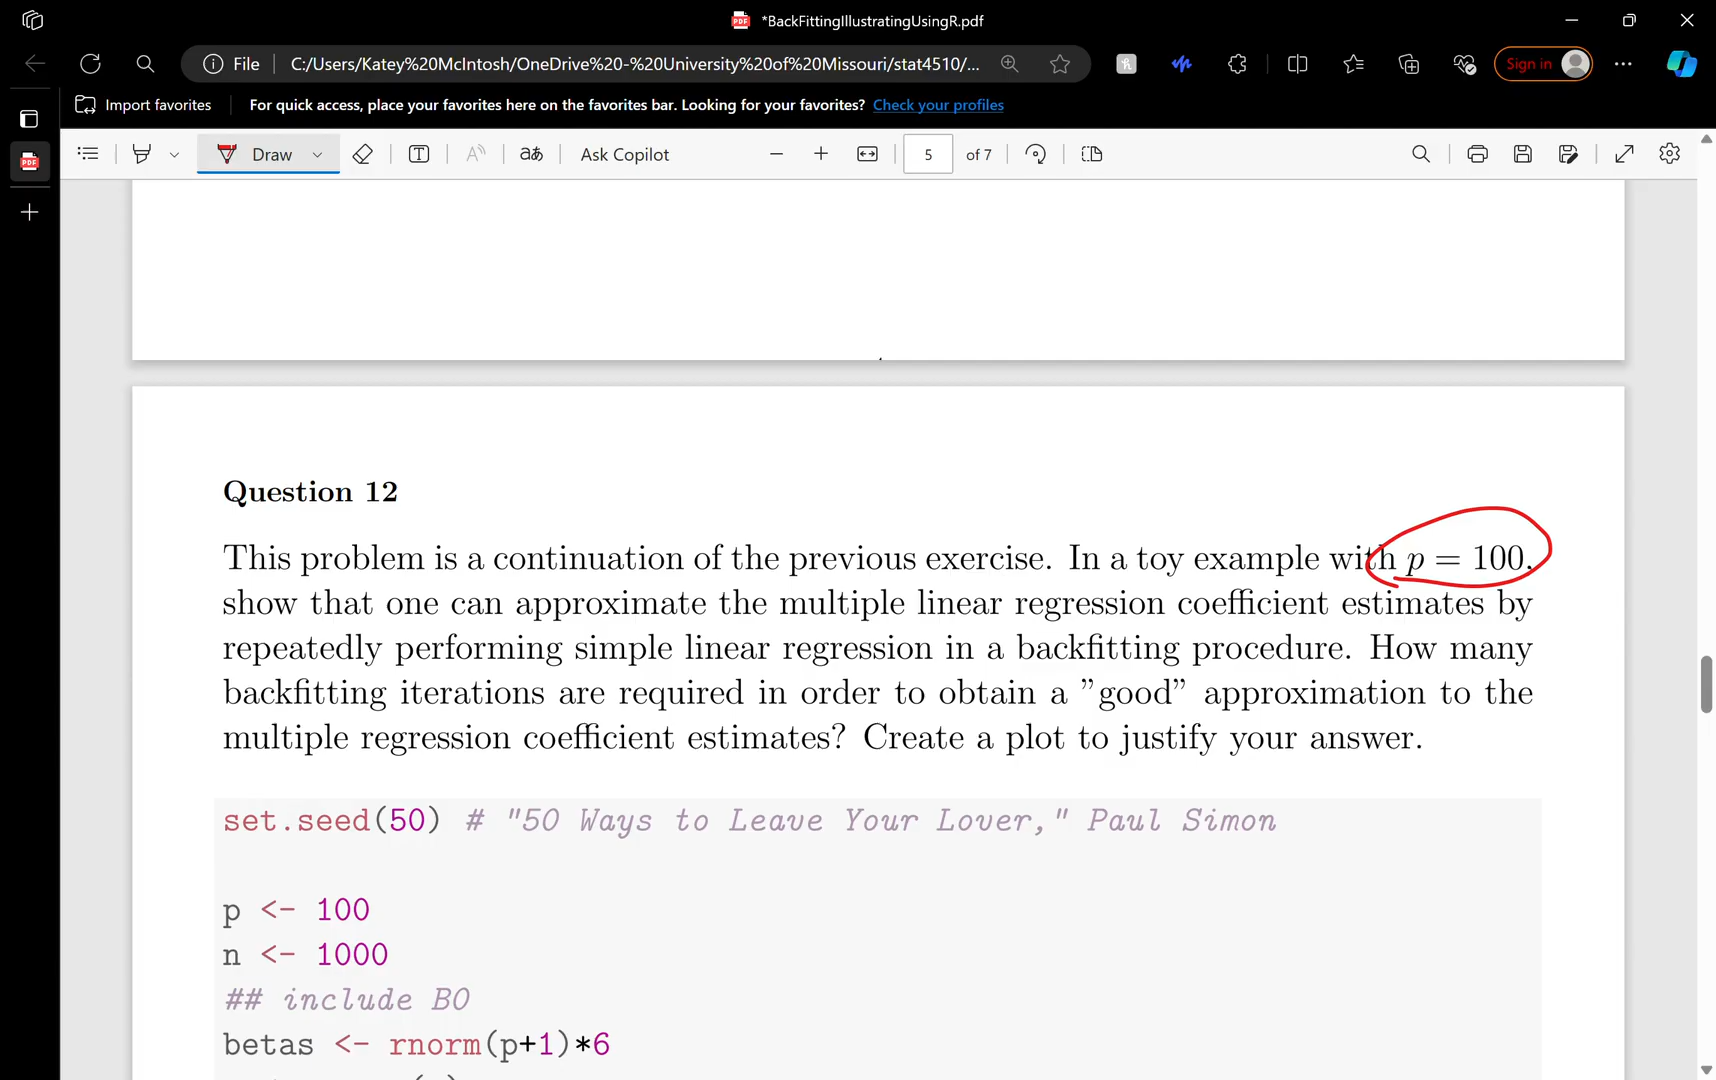 *BackFittingIllustratingUsingR.pdf
File C:/Users/Katey%20McIntosh/OneDrive%20-%20University%20of%20Missouri/stat4510/... Sign in
Import favorites For quick access, place your favorites here on the favorites bar. Looking for your favorites? Check your profiles
Draw Ask Copilot 5 of 7
Question 12
This problem is a continuation of the previous exercise. In a toy example with p = 100,
show that one can approximate the multiple linear regression coefficient estimates by
repeatedly performing simple linear regression in a backfitting procedure. How many
backfitting iterations are required in order to obtain a ”good” approximation to the
multiple regression coefficient estimates? Create a plot to justify your answer.
set.seed(50) # "50 Ways to Leave Your Lover," Paul Simon
p <- 100
n <- 1000
## include B0
betas <- rnorm(p+1)*6